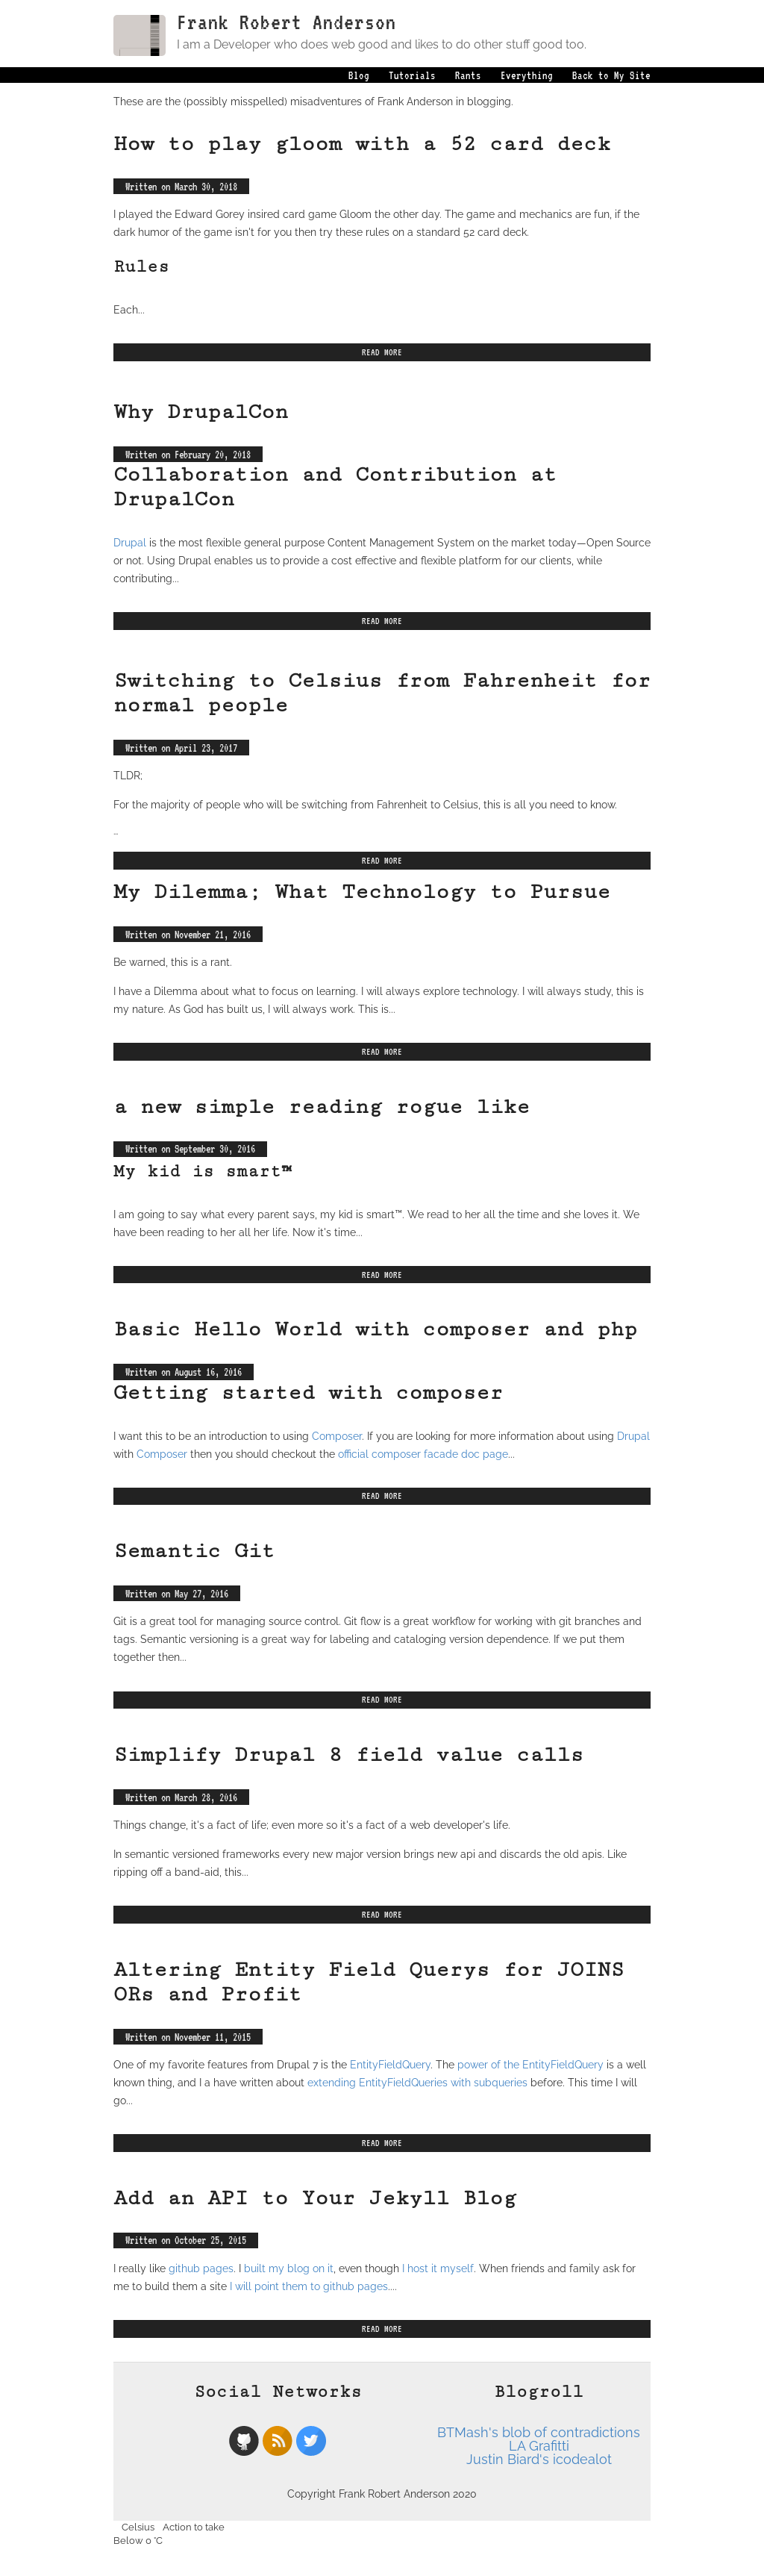 Frank Robert Anderson
I am a Developer who does web good and likes to do other stuff good too.
Blog Tutorials Rants Everything Back to My Site
These are the (possibly misspelled) misadventures of Frank Anderson in blogging.
How to play gloom with a 52 card deck
Written on March 30, 2018
I played the Edward Gorey insired card game Gloom the other day. The game and mechanics are fun, if the
dark humor of the game isn't for you then try these rules on a standard 52 card deck.
Rules
Each...
READ MORE
Why DrupalCon
Written on February 20, 2018
Collaboration and Contribution at
DrupalCon
Drupal is the most flexible general purpose Content Management System on the market today—Open Source
or not. Using Drupal enables us to provide a cost effective and flexible platform for our clients, while
contributing...
READ MORE
Switching to Celsius from Fahrenheit for
normal people
Written on April 23, 2017
TLDR;
For the majority of people who will be switching from Fahrenheit to Celsius, this is all you need to know.
…
READ MORE
My Dilemma; What Technology to Pursue
Written on November 21, 2016
Be warned, this is a rant.
I have a Dilemma about what to focus on learning. I will always explore technology. I will always study, this is
my nature. As God has built us, I will always work. This is...
READ MORE
a new simple reading rogue like
Written on September 30, 2016
My kid is smart™
I am going to say what every parent says, my kid is smart™. We read to her all the time and she loves it. We
have been reading to her all her life. Now it's time...
READ MORE
Basic Hello World with composer and php
Written on August 16, 2016
Getting started with composer
I want this to be an introduction to using Composer. If you are looking for more information about using Drupal
with Composer then you should checkout the official composer facade doc page...
READ MORE
Semantic Git
Written on May 27, 2016
Git is a great tool for managing source control. Git flow is a great workflow for working with git branches and
tags. Semantic versioning is a great way for labeling and cataloging version dependence. If we put them
together then...
READ MORE
Simplify Drupal 8 field value calls
Written on March 28, 2016
Things change, it's a fact of life; even more so it's a fact of a web developer's life.
In semantic versioned frameworks every new major version brings new api and discards the old apis. Like
ripping off a band-aid, this...
READ MORE
Altering Entity Field Querys for JOINS
ORs and Profit
Written on November 11, 2015
One of my favorite features from Drupal 7 is the EntityFieldQuery. The power of the EntityFieldQuery is a well
known thing, and I a have written about extending EntityFieldQueries with subqueries before. This time I will
go...
READ MORE
Add an API to Your Jekyll Blog
Written on October 25, 2015
I really like github pages. I built my blog on it, even though I host it myself. When friends and family ask for
me to build them a site I will point them to github pages....
READ MORE
Social Networks Blogroll
BTMash's blob of contradictions
LA Grafitti
Justin Biard's icodealot
Copyright Frank Robert Anderson 2020
Celsius Action to take
Below 0 °C